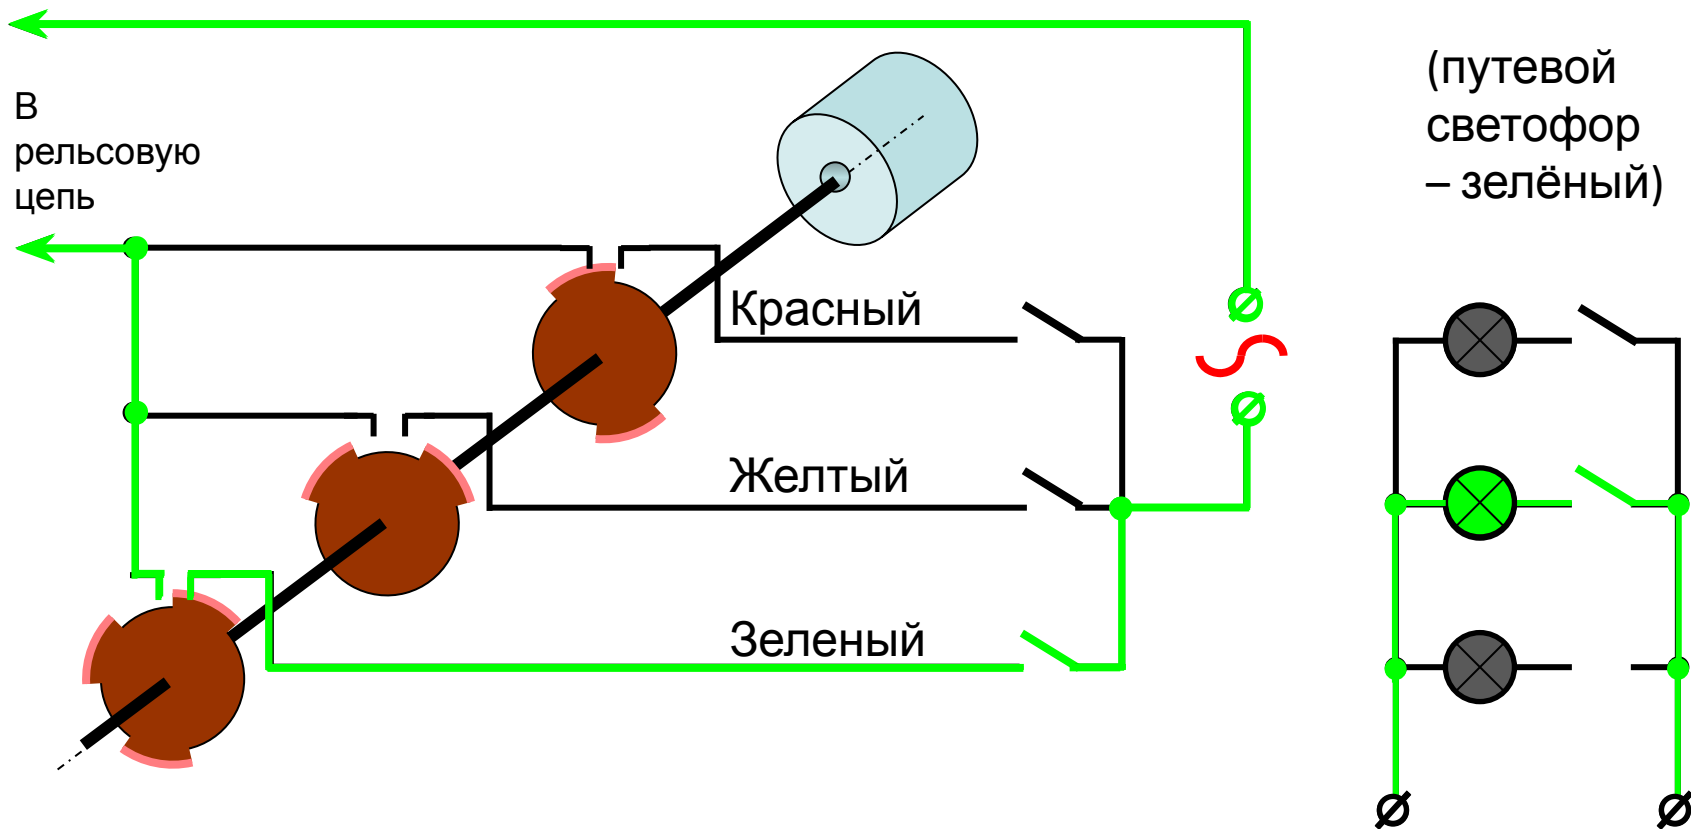 В
рельсовую
цепь
(путевой
светофор
– зелёный)
Красный
Желтый
Зеленый